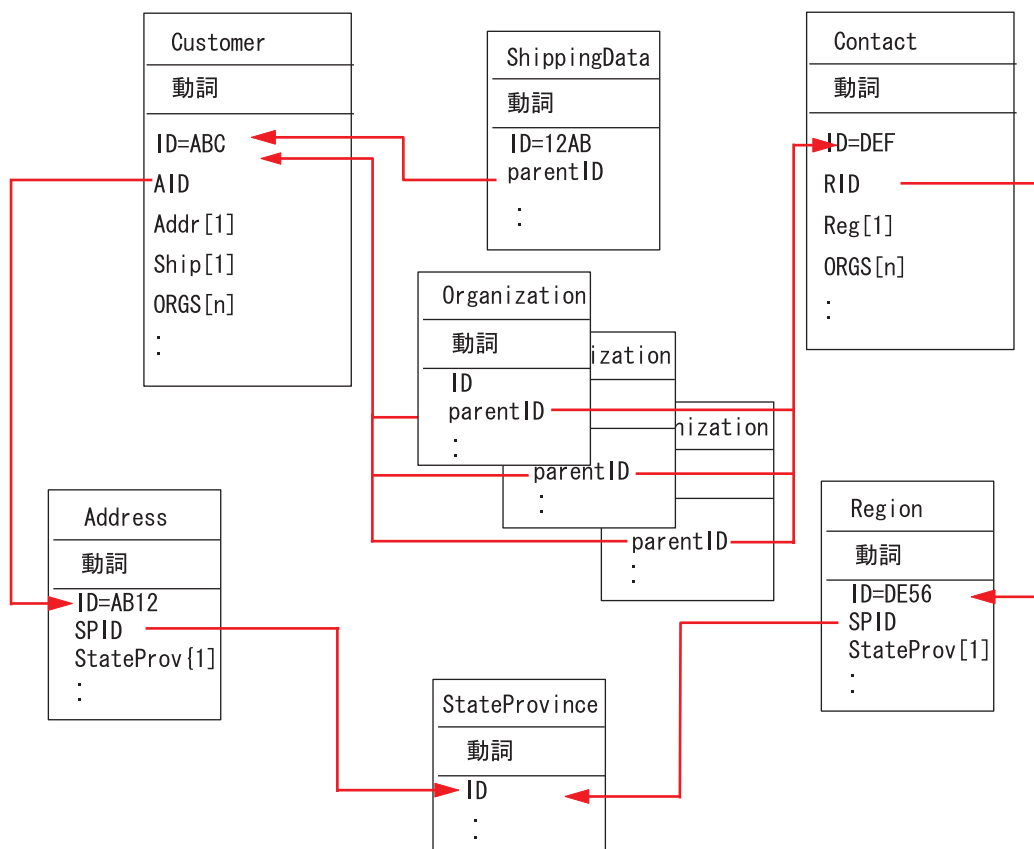 Customer
動詞
ID=ABC
AID
Addr[1]
Ship[1]
ORGS[n]
:
ShippingData
動詞
ID=12AB
parentID
:
Contact
動詞
ID=DEF
RID
Reg[1]
ORGS[n]
:
Organization
動詞
ID
parentID
:
ization
parentID
:
nization
parentID
:
Address
動詞
ID=AB12
SPID
StateProv{1]
:
Region
動詞
ID=DE56
SPID
StateProv[1]
:
StateProvince
動詞
ID
: